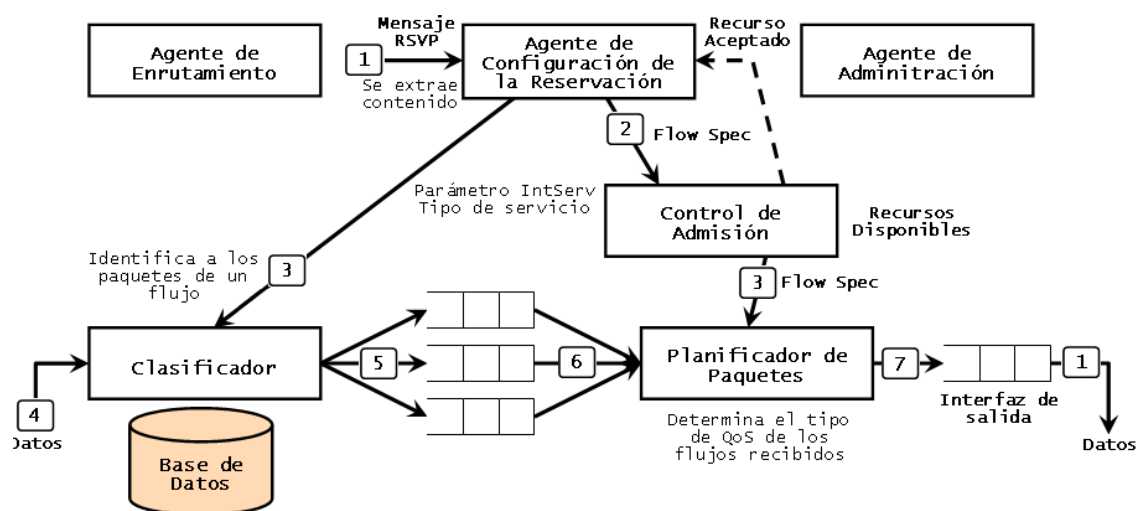 Agente de
Enrutamiento
Mensaje
RSVP
1
Se extrae
contenido
Agente de
Configuración de
la Reservación
Recurso
Aceptado
Agente de
Adminitración
2
Flow Spec
Parámetro IntServ
Tipo de servicio
Control de
Admisión
Recursos
Disponibles
Identifica a los
paquetes de un
flujo
3
3
Flow Spec
Clasificador
5
6
Planificador de
Paquetes
7
1
4
Datos
Interfaz de
salida
Datos
Determina el tipo
de QoS de los
flujos recibidos
Base de
Datos